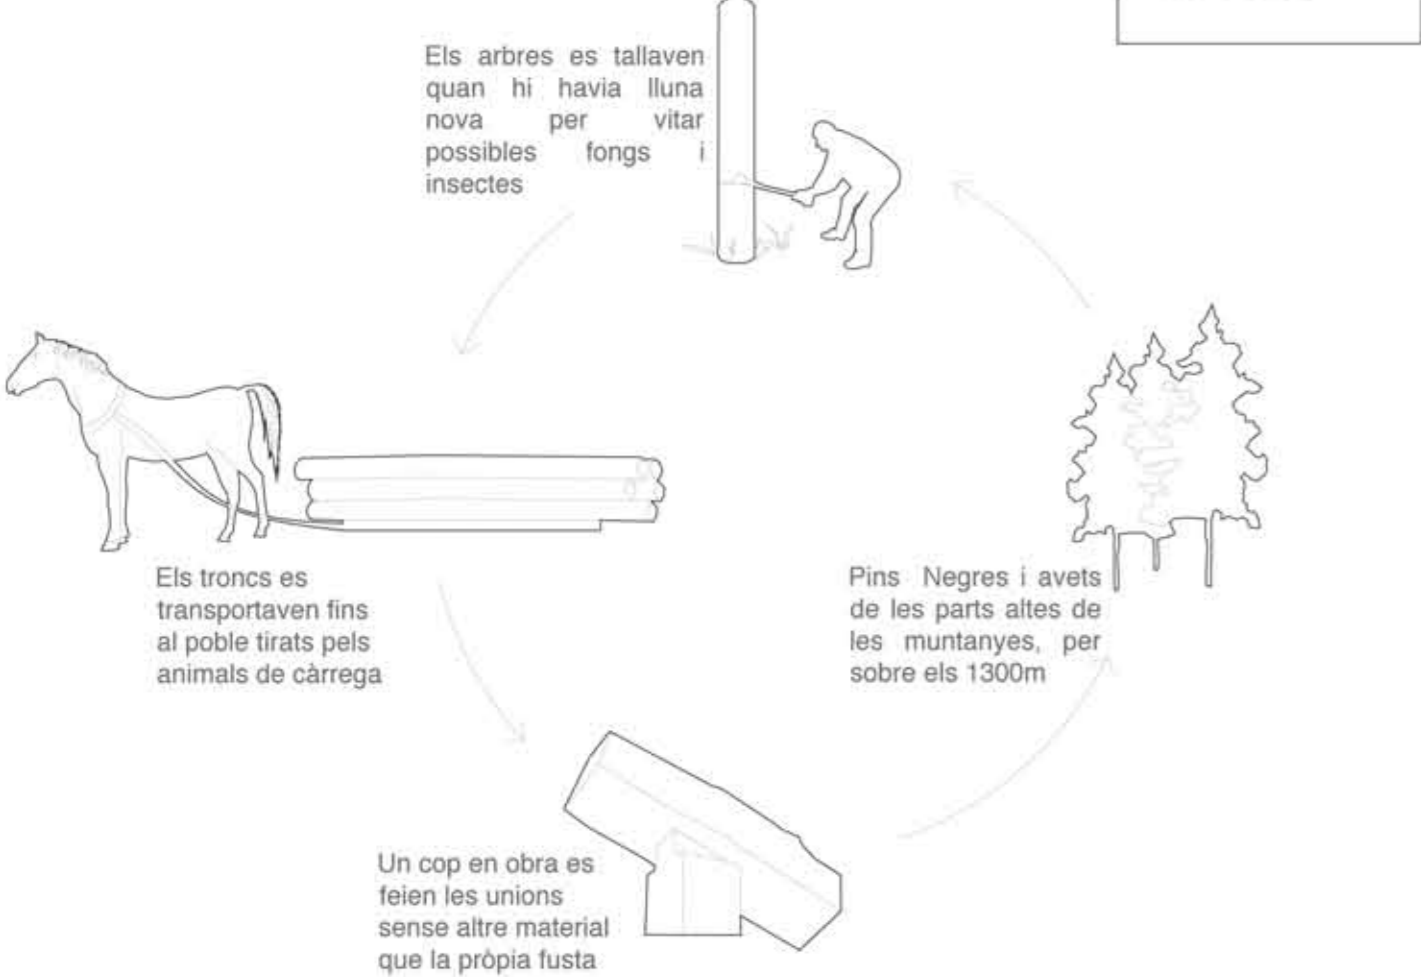 Els arbres es tallaven
quan hi havia lluna
nova per vitar
possibles fongs i
insectes
Els troncs es
transportaven fins
al poble tirats pels
animals de càrrega
Pins Negres i avets
de les parts altes de
les muntanyes, per
sobre els 1300m
Un cop en obra es
feien les unions
sense altre material
que la pròpia fusta